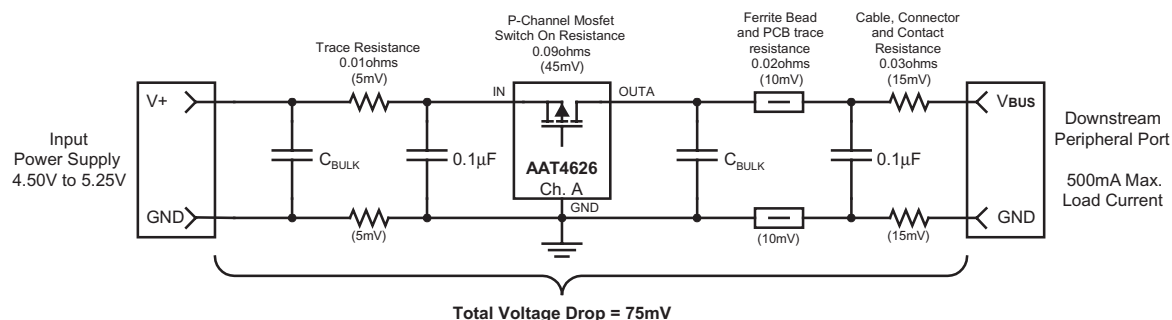 P-Channel Mosfet
Switch On Resistance
0.09ohms
(45mV)
Ferrite Bead
and PCB trace
resistance
0.02ohms
(10mV)
Cable, Connector
and Contact
Resistance
0.03ohms
(15mV)
Trace Resistance
0.01ohms
(5mV)
V+
IN
OUTA
VBUS
Input
Power Supply
4.50V to 5.25V
CBULK
0.1µF
AAT4626
Ch. A
GND
CBULK
0.1µF
Downstream
Peripheral Port
500mA Max.
Load Current
GND
(5mV)
(10mV)
(15mV)
GND
Total Voltage Drop = 75mV